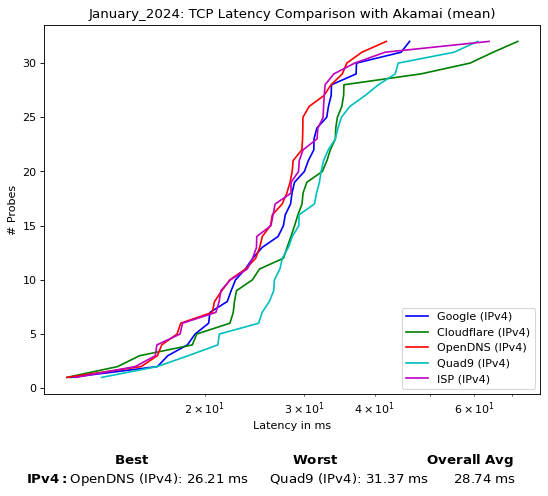 January_2024: TCP Latency Comparison with Akamai (mean)
# Probes
30
25
20
15
10
5
0
Google (IPv4)
Cloudflare (IPv4)
OpenDNS (IPv4)
Quad9 (IPv4)
ISP (IPv4)
2 × 10¹ 3 × 10¹ 4 × 10¹ 6 × 10¹
Latency in ms
Best Worst Overall Avg
IPv4: OpenDNS (IPv4): 26.21 ms Quad9 (IPv4): 31.37 ms 28.74 ms